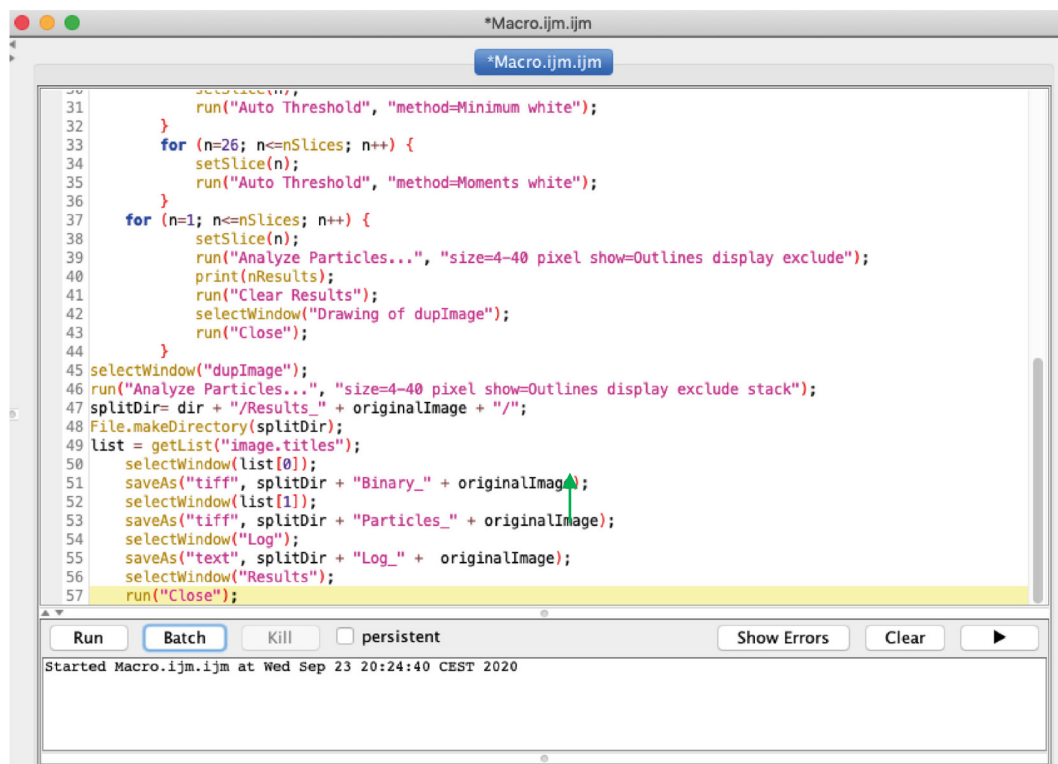 *Macro.ijm.ijm
*Macro.ijm.ijm
30 setSlice(n);
31 run("Auto Threshold", "method=Minimum white");
32 }
33 for (n=26; n<=nSlices; n++) {
34 setSlice(n);
35 run("Auto Threshold", "method=Moments white");
36 }
37 for (n=1; n<=nSlices; n++) {
38 setSlice(n);
39 run("Analyze Particles...", "size=4-40 pixel show=Outlines display exclude");
40 print(nResults);
41 run("Clear Results");
42 selectWindow("Drawing of dupImage");
43 run("Close");
44 }
45 selectWindow("dupImage");
46 run("Analyze Particles...", "size=4-40 pixel show=Outlines display exclude stack");
47 splitDir= dir + "/Results_" + originalImage + "/";
48 File.makeDirectory(splitDir);
49 list = getList("image.titles");
50 selectWindow(list[0]);
51 saveAs("tiff", splitDir + "Binary_" + originalImage);
52 selectWindow(list[1]);
53 saveAs("tiff", splitDir + "Particles_" + originalImage);
54 selectWindow("Log");
55 saveAs("text", splitDir + "Log_" +  originalImage);
56 selectWindow("Results");
57 run("Close");
Run Batch Kill persistent Show Errors Clear
Started Macro.ijm.ijm at Wed Sep 23 20:24:40 CEST 2020